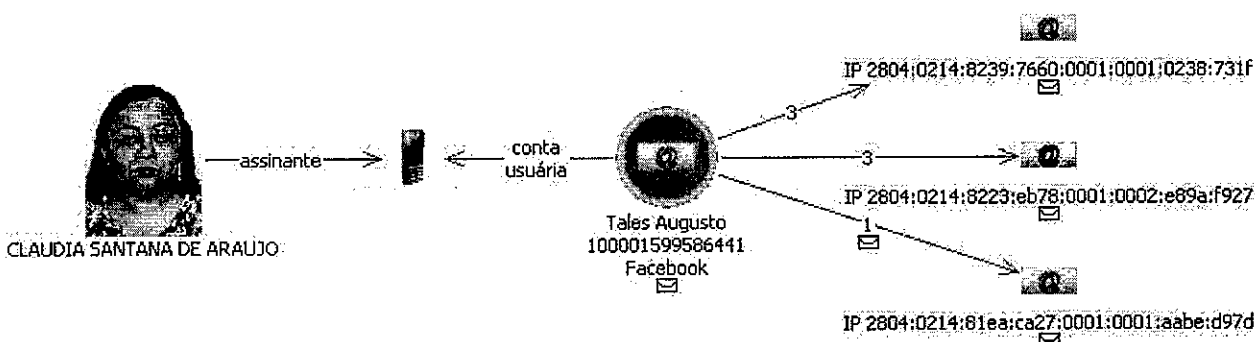 IP 2804:0214:8239:7660:0001:0001:0238:731f
3
assinante
conta
usuária
3
IP 2804:0214:8223:eb78:0001:0002:e89a:f927
CLAUDIA SANTANA DE ARAUJO
Tales Augusto
100001599586441
Facebook
1
IP 2804:0214:81ea:ca27:0001:0001:aabe:d97d